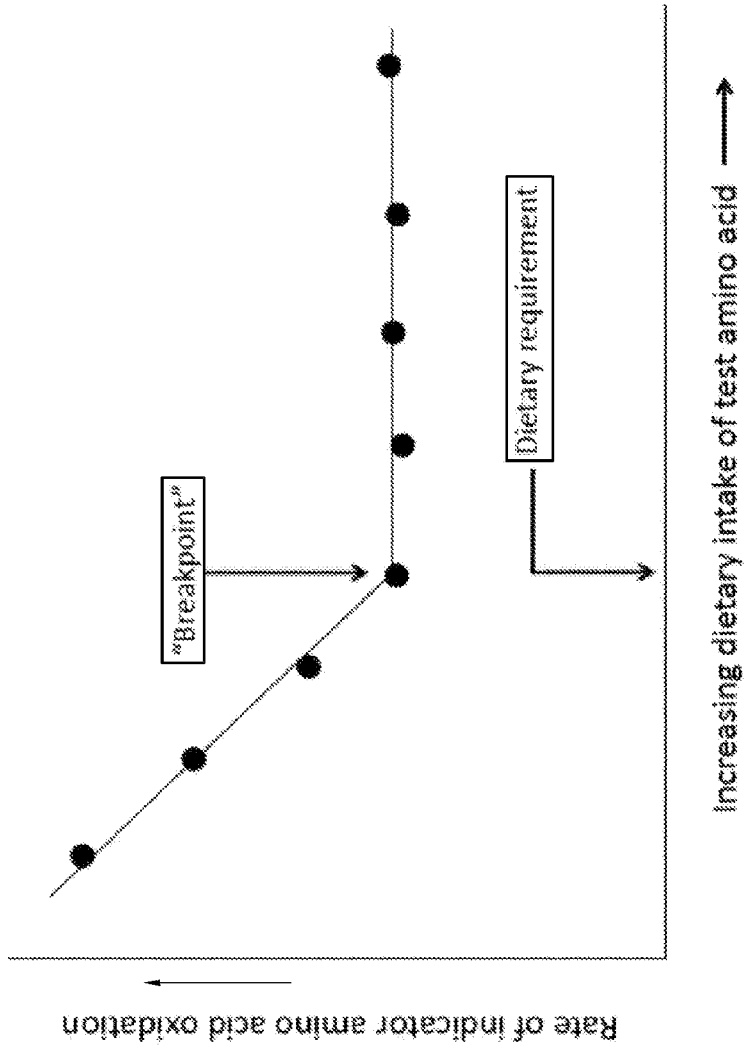 Rate of indicator amino acid oxidation
"Breakpoint"
Dietary requirement
Increasing dietary intake of test amino acid